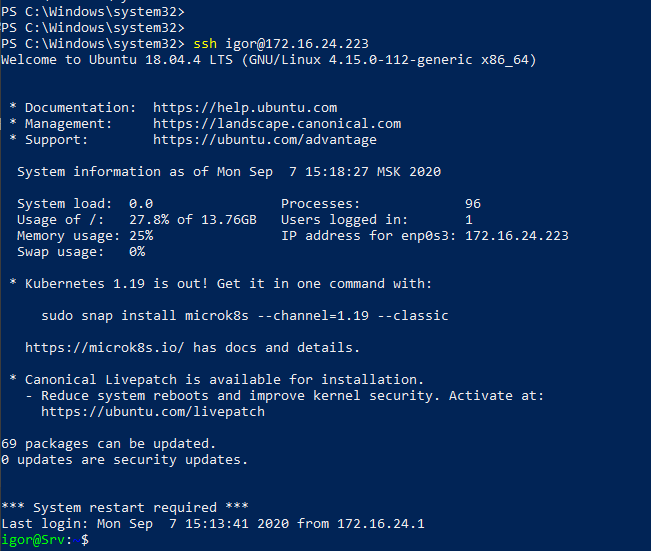 PS C:\Windows\system32>
PS C:\Windows\system32>
PS C:\Windows\system32> ssh igor@172.16.24.223
Welcome to Ubuntu 18.04.4 LTS (GNU/Linux 4.15.0-112-generic x86_64)
* Documentation:  https://help.ubuntu.com
* Management:     https://landscape.canonical.com
* Support:        https://ubuntu.com/advantage
System information as of Mon Sep  7 15:18:27 MSK 2020
System load:  0.0               Processes:             96
Usage of /:   27.8% of 13.76GB   Users logged in:       1
Memory usage: 25%               IP address for enp0s3: 172.16.24.223
Swap usage:   0%
* Kubernetes 1.19 is out! Get it in one command with:
sudo snap install microk8s --channel=1.19 --classic
https://microk8s.io/ has docs and details.
* Canonical Livepatch is available for installation.
- Reduce system reboots and improve kernel security. Activate at:
https://ubuntu.com/livepatch
69 packages can be updated.
0 updates are security updates.
*** System restart required ***
Last login: Mon Sep  7 15:13:41 2020 from 172.16.24.1
igor@Srv: $